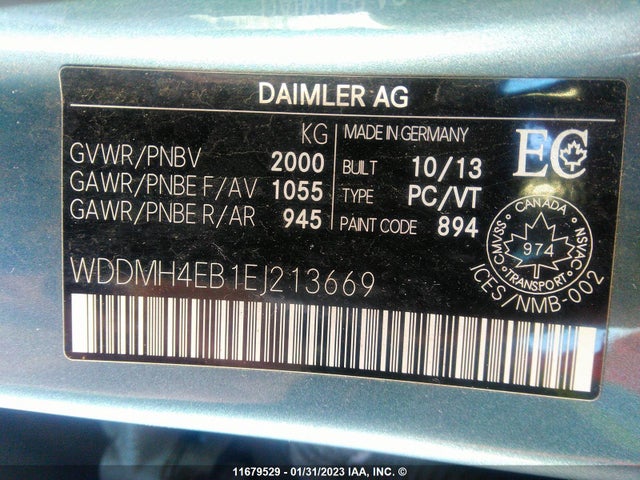 DAIMLER AG
KG
GVWR/PNBV 2000
GAWR/PNBE F/AV 1055
GAWR/PNBE R/AR 945
MADE IN GERMANY
BUILT 10/13
TYPE PC/VT
PAINT CODE 894
EC
CANADA
CMVSS 974 NSVAC
TRANSPORT
ICES/NMB-002
WDDMH4EB1EJ213669
11679529 - 01/31/2023 IAA, Inc. ®